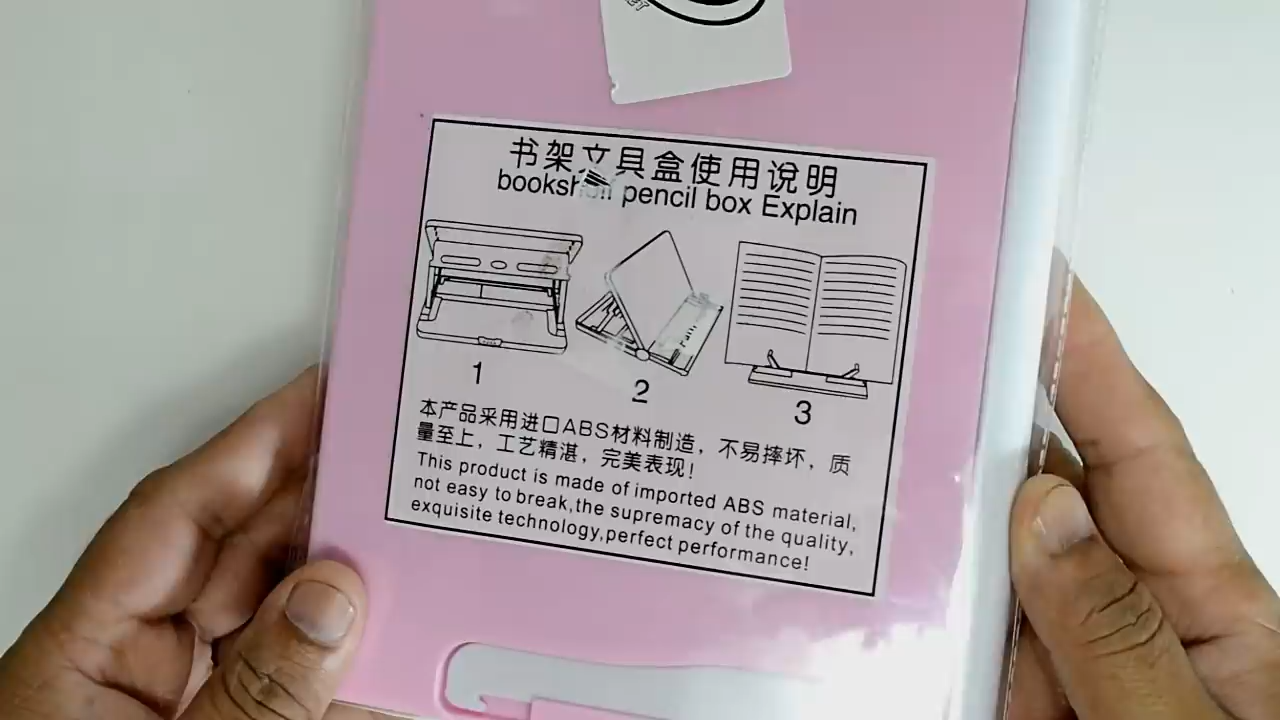 书架文具盒使用说明
pencil box Explain
1
2
3
本产品采用进口ABS材料制造，不易摔坏，质
量至上，工艺精湛，完美表现！
This product is made of imported ABS material,
not easy to break,the supremacy of the quality,
exquisite technology,perfect performance!